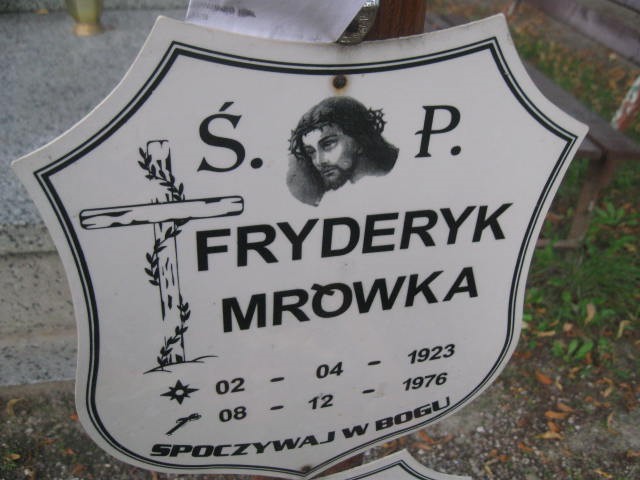 Ś. P.
FRYDERYK
MROWKA
02 - 04 - 1923
08 - 12 - 1976
SPOCZYWAJ W BOGU